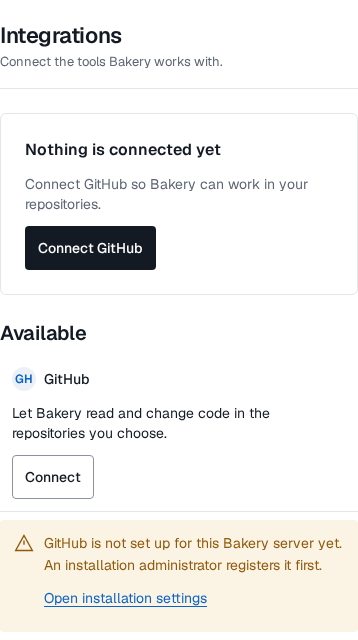 Integrations
Connect the tools Bakery works with.
Nothing is connected yet
Connect GitHub so Bakery can work in your
repositories.
Connect GitHub
Available
GH GitHub
Let Bakery read and change code in the
repositories you choose.
Connect
GitHub is not set up for this Bakery server yet.
An installation administrator registers it first.
Open installation settings